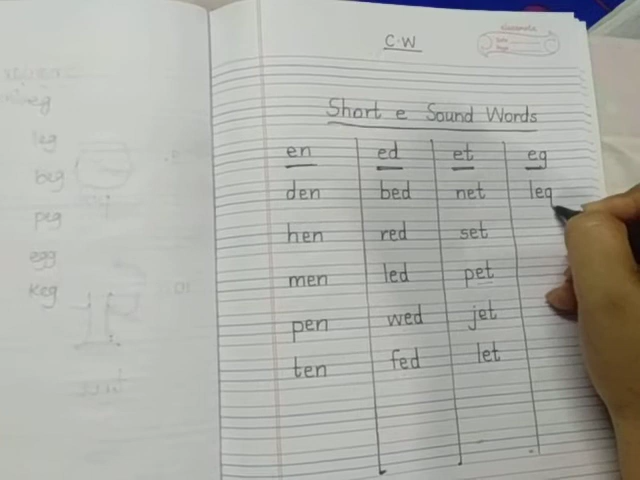 C.W
Short e Sound Words
en ed et eg
den bed net leg
hen red set
men led pet
pen wed jet
ten fed let
eg
leg
beg
peg
egg
keg